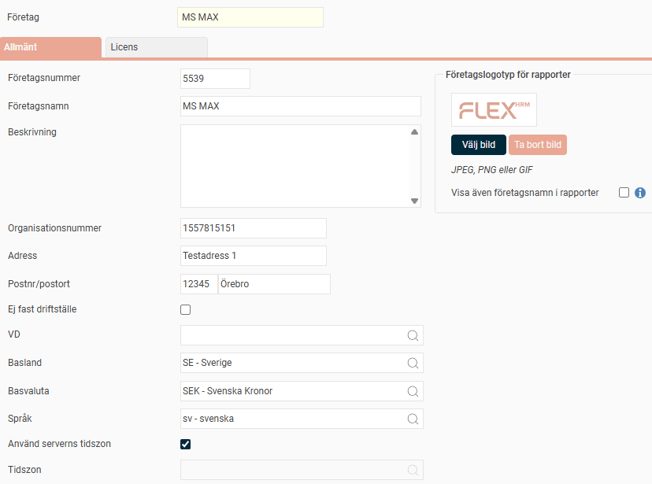 Företag MS MAX
Allmänt Licens
Företagsnummer 5539
Företagsnamn MS MAX
Beskrivning
Organisationsnummer 1557815151
Adress Testadress 1
Postnr/postort 12345 Örebro
Ej fast driftställe
VD
Basland SE - Sverige
Basvaluta SEK - Svenska Kronor
Språk sv - svenska
Använd serverns tidszon
Tidszon
Företagslogotyp för rapporter
FLEX HRM
Välj bild Ta bort bild
JPEG, PNG eller GIF
Visa även företagsnamn i rapporter